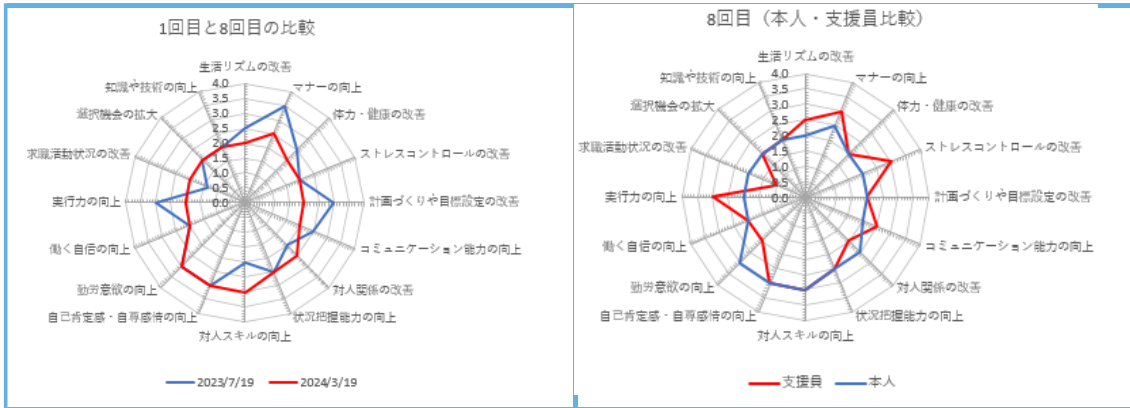 1回目と8回目の比較
生活リズムの改善
マナーの向上
体力・健康の改善
ストレスコントロールの改善
計画づくりや目標設定の改善
コミュニケーション能力の向上
対人関係の改善
状況把握能力の向上
対人スキルの向上
自己肯定感・自尊感情の向上
勤労意欲の向上
働く自信の向上
実行力の向上
求職活動状況の改善
選択機会の拡大
知識や技術の向上
4.0
3.5
3.0
2.5
2.0
1.5
1.0
0.5
0.0
2023/7/19
2024/3/19
8回目（本人・支援員比較）
生活リズムの改善
マナーの向上
体力・健康の改善
ストレスコントロールの改善
計画づくりや目標設定の改善
コミュニケーション能力の向上
対人関係の改善
状況把握能力の向上
対人スキルの向上
自己肯定感・自尊感情の向上
勤労意欲の向上
働く自信の向上
実行力の向上
求職活動状況の改善
選択機会の拡大
知識や技術の向上
4.0
3.5
3.0
2.5
2.0
1.5
1.0
0.5
0.0
支援員
本人